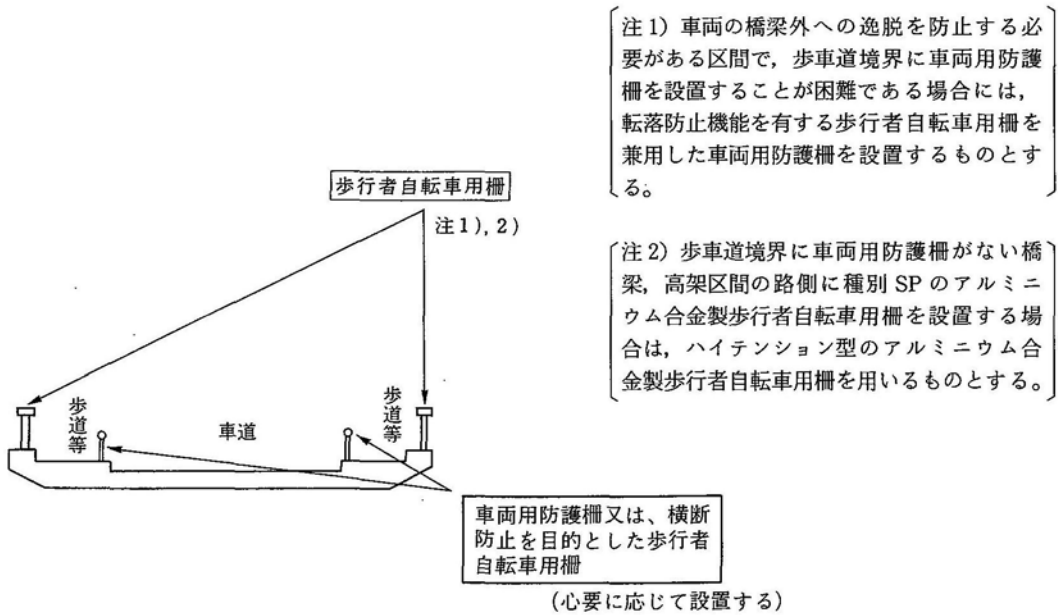 注1）車両の橋梁外への逸脱を防止する必
要がある区間で，歩車道境界に車両用防護
柵を設置することが困難である場合には，
転落防止機能を有する歩行者自転車用柵を
兼用した車両用防護柵を設置するものとす
る。
歩行者自転車用柵
注1），2）
注2）歩車道境界に車両用防護柵がない橋
梁，高架区間の路側に種別 SP のアルミニ
ウム合金製歩行者自転車用柵を設置する場
合は，ハイテンション型のアルミニウム合
金製歩行者自転車用柵を用いるものとする。
歩道等
車道
歩道等
車両用防護柵又は、横断
防止を目的とした歩行者
自転車用柵
（心要に応じて設置する）